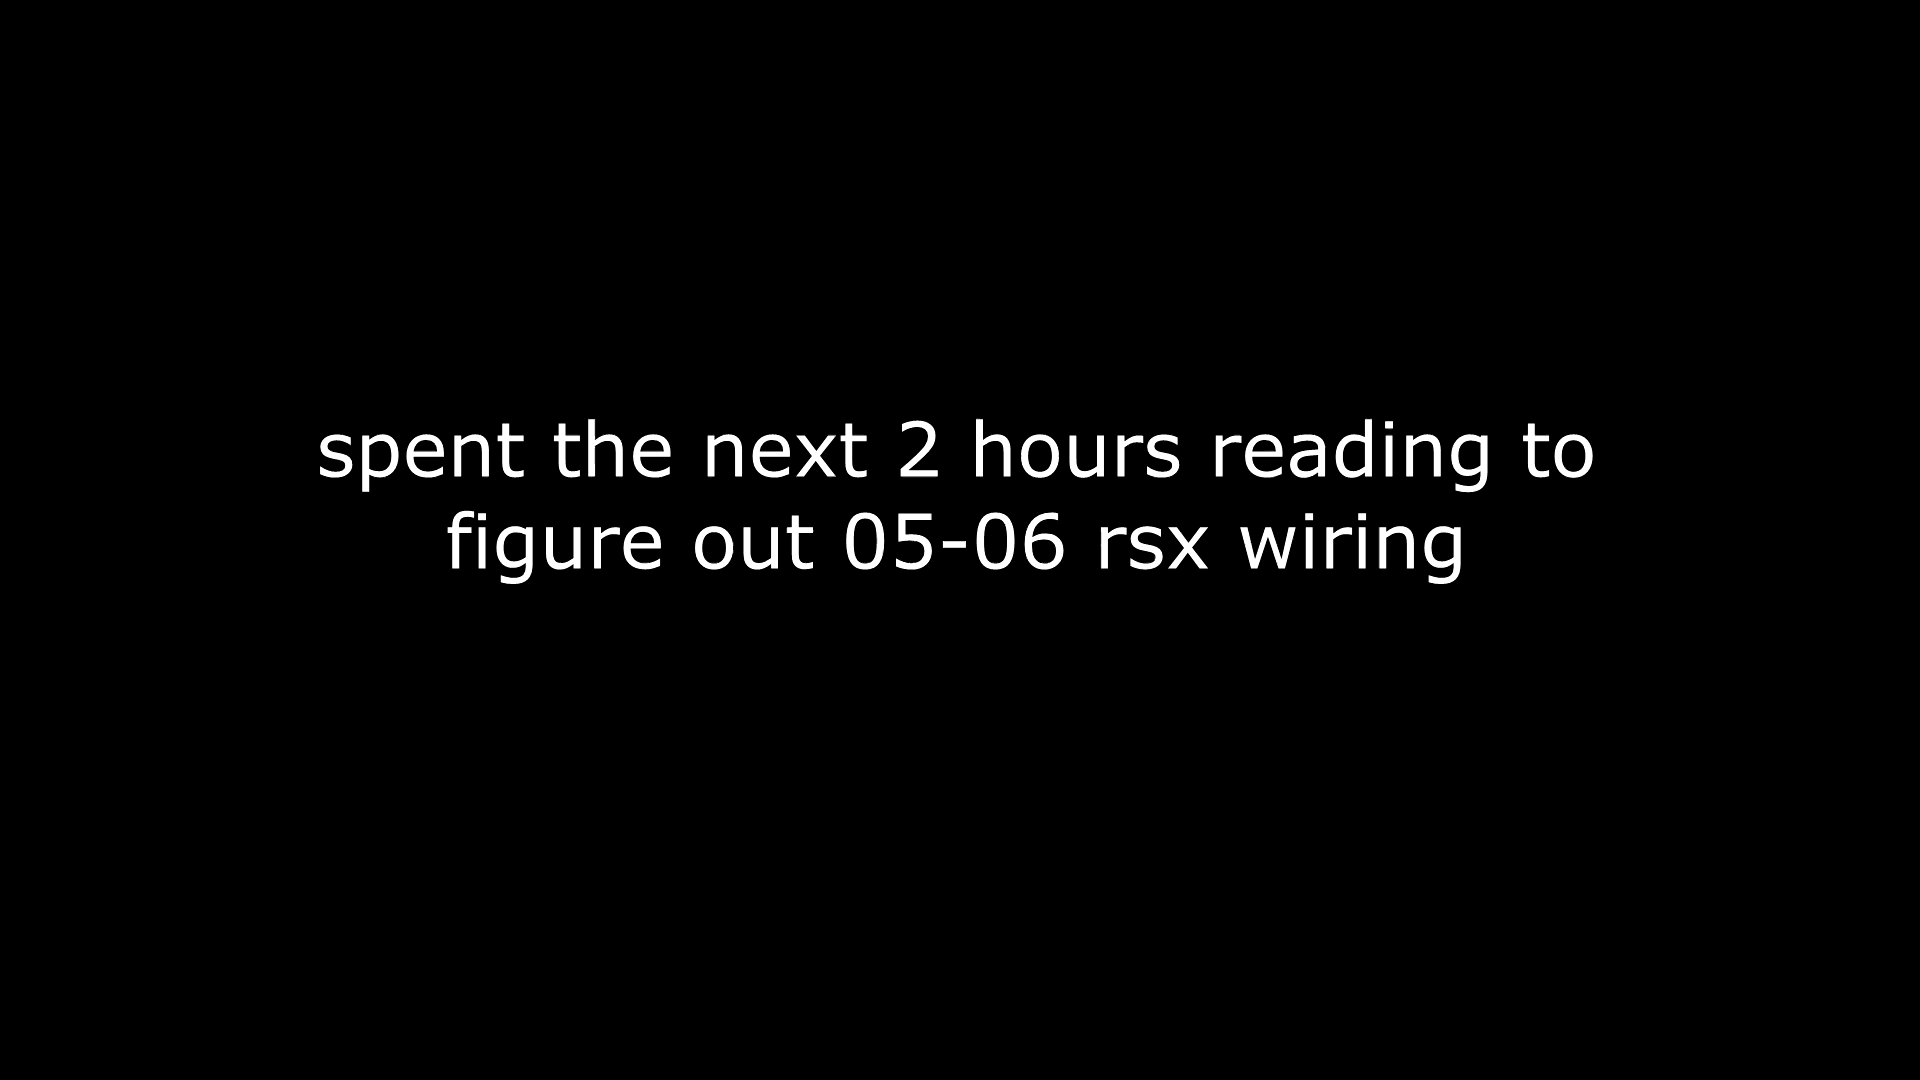 spent the next 2 hours reading to
figure out 05-06 rsx wiring